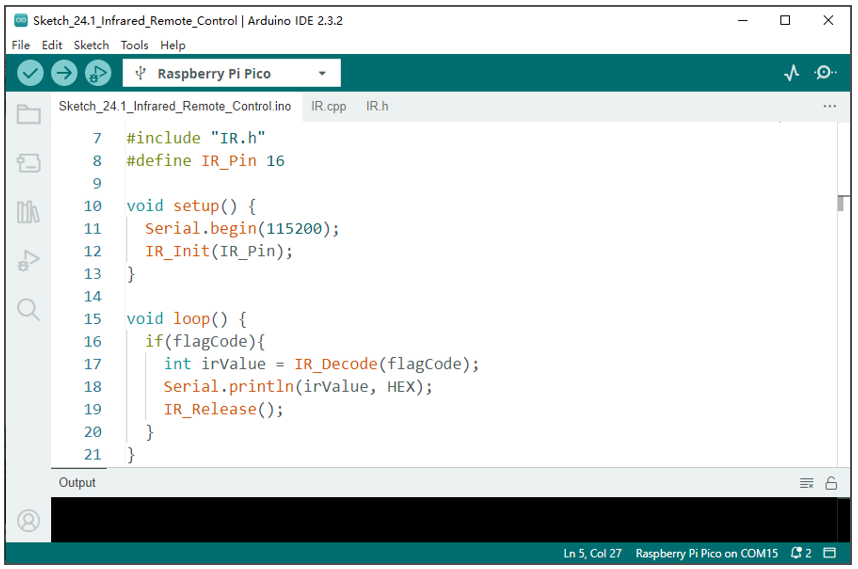 Sketch_24.1_Infrared_Remote_Control | Arduino IDE 2.3.2
File Edit Sketch Tools Help
Raspberry Pi Pico
Sketch_24.1_Infrared_Remote_Control.ino IR.cpp IR.h
7 #include "IR.h"
8 #define IR_Pin 16
9
10 void setup() {
11 Serial.begin(115200);
12 IR_Init(IR_Pin);
13 }
14
15 void loop() {
16 if(flagCode){
17 int irValue = IR_Decode(flagCode);
18 Serial.println(irValue, HEX);
19 IR_Release();
20 }
21 }
Output
Ln 5, Col 27 Raspberry Pi Pico on COM15 2